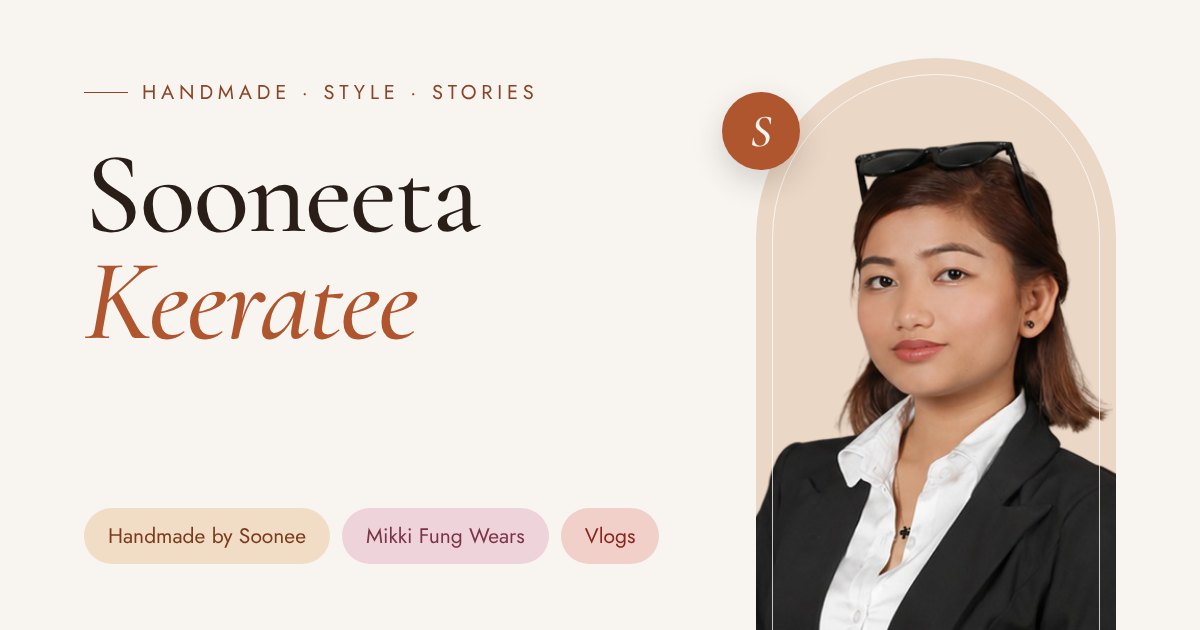 HANDMADE · STYLE · STORIES
S
Sooneeta
Keeratee
Handmade by Soonee
Mikki Fung Wears
Vlogs